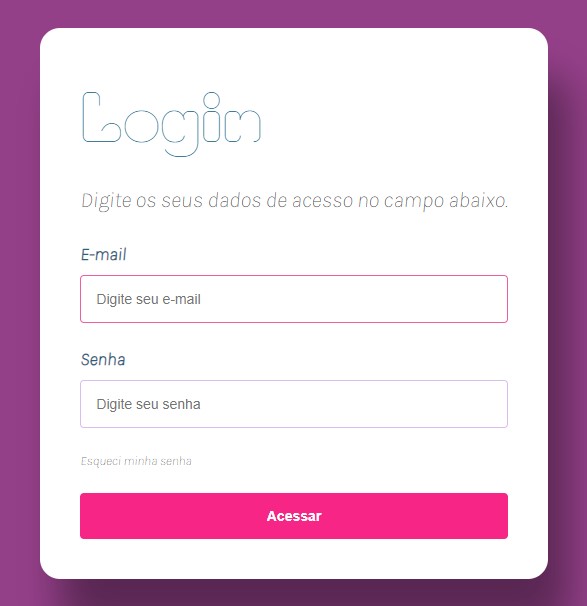 Login
Digite os seus dados de acesso no campo abaixo.
E-mail
Digite seu e-mail
Senha
Digite seu senha
Esqueci minha senha
Acessar